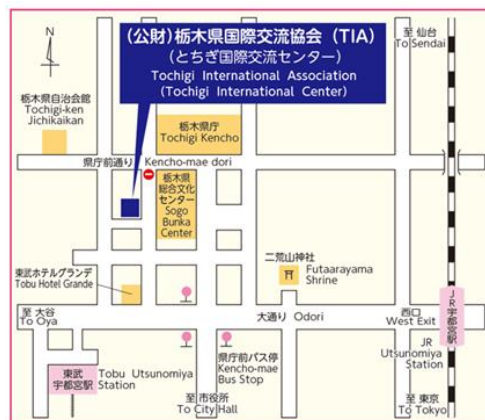 (公財)栃木県国際交流協会 (TIA)
(とちぎ国際交流センター)
Tochigi International Association
(Tochigi International Center)
N
至 仙台
To Sendai
栃木県自治会館
Tochigi-ken
Jichikaikan
栃木県庁
Tochigi Kencho
県庁前通り Kencho-mae dori
栃木県
総合文化
センター
Sogo
Bunka
Center
東武ホテルグランデ
Tobu Hotel Grande
二荒山神社
Futaarayama
Shrine
至 大谷
To Oya
大通り Odori
西口
West Exit
JR宇都宮駅
JR
Utsunomiya
Station
東武
宇都宮駅
Tobu Utsunomiya
Station
県庁前バス停
Kencho-mae
Bus Stop
至 市役所
To City Hall
至 東京
To Tokyo